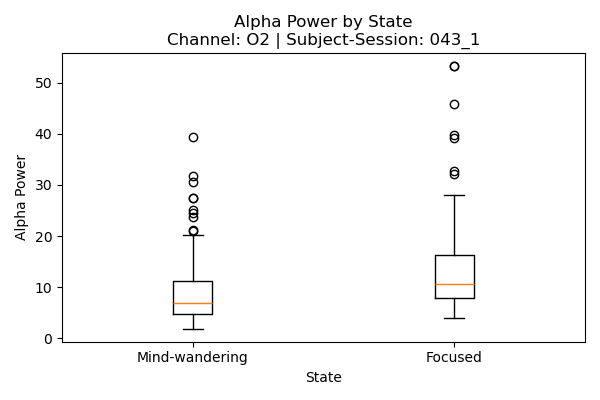 Alpha Power by State
Channel: O2 | Subject-Session: 043_1
Alpha Power
50
40
30
20
10
0
Mind-wandering
Focused
State